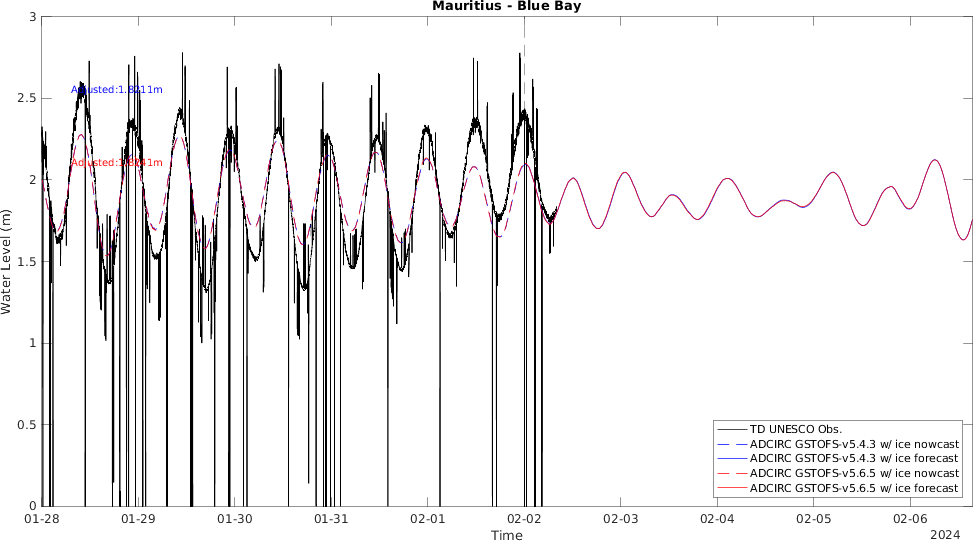 Mauritius - Blue Bay
3
2.5
2
1.5
1
0.5
0
Water Level (m)
Adjusted:1.8211m
01-28
01-29
01-30
01-31
02-01
02-02
02-03
02-04
02-05
02-06
Time
2024
TD UNESCO Obs.
ADCIRC GSTOFS-v5.4.3 w/ ice nowcast
ADCIRC GSTOFS-v5.4.3 w/ ice forecast
ADCIRC GSTOFS-v5.6.5 w/ ice nowcast
ADCIRC GSTOFS-v5.6.5 w/ ice forecast